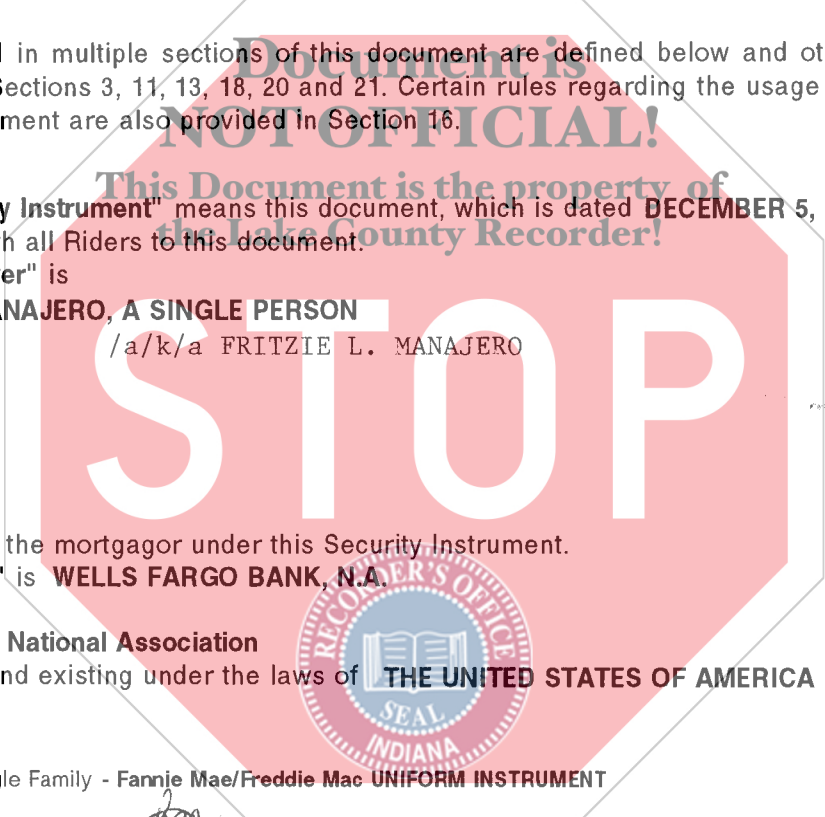 in multiple sections of this document are defined below and ot
Sections 3, 11, 13, 18, 20 and 21. Certain rules regarding the usage
ment are also provided in Section 16.
Document is
NOT OFFICIAL!
This Document is the property of
the Lake County Recorder!
y Instrument" means this document, which is dated DECEMBER 5,
h all Riders to this document.
er" is
ANAJERO, A SINGLE PERSON
/a/k/a FRITZIE L. MANAJERO
STOP
the mortgagor under this Security Instrument.
" is WELLS FARGO BANK, N.A.
National Association
nd existing under the laws of THE UNITED STATES OF AMERICA
RECORDER'S OFFICE
SEAL
INDIANA
le Family - Fannie Mae/Freddie Mac UNIFORM INSTRUMENT